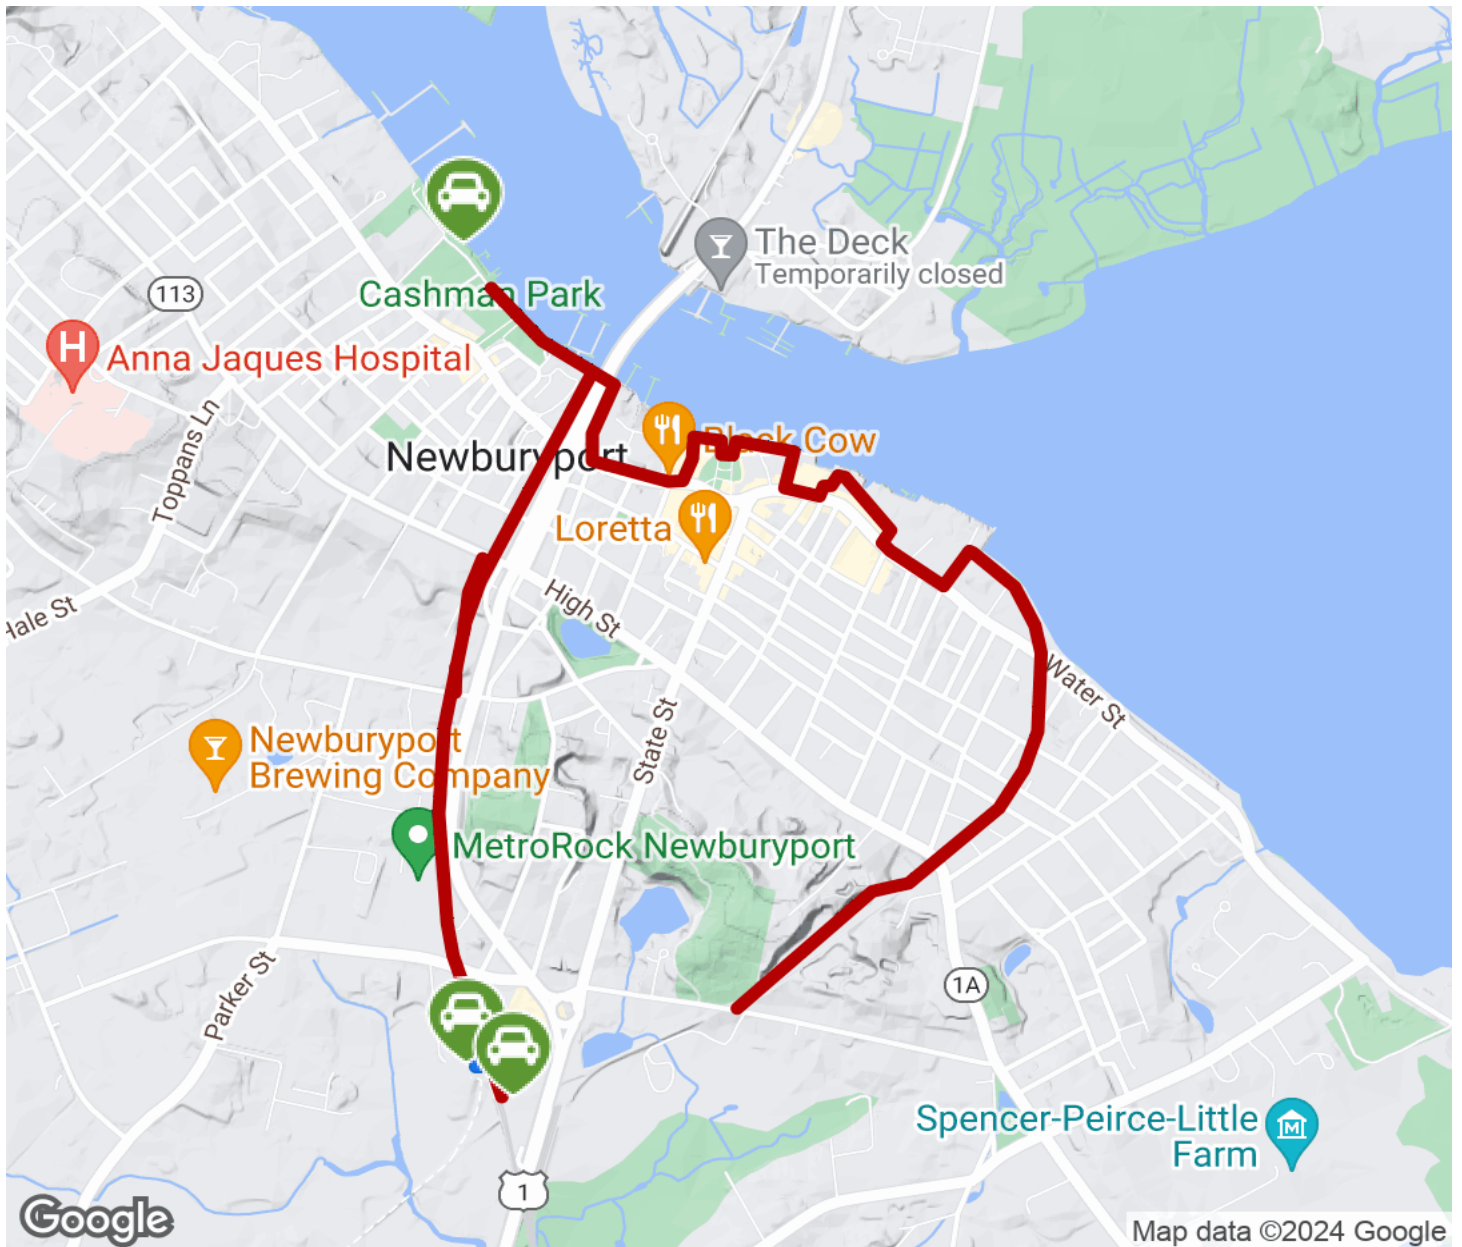 The Deck
Temporarily closed
Cashman Park
113
H
Anna Jaques Hospital
Toppans Ln
Black Cow
Newburyport
Loretta
High St
Hale St
Water St
State St
Newburyport
Brewing Company
MetroRock Newburyport
Parker St
1A
M
Spencer-Peirce-Little
Farm
1
Google
Map data ©2024 Google